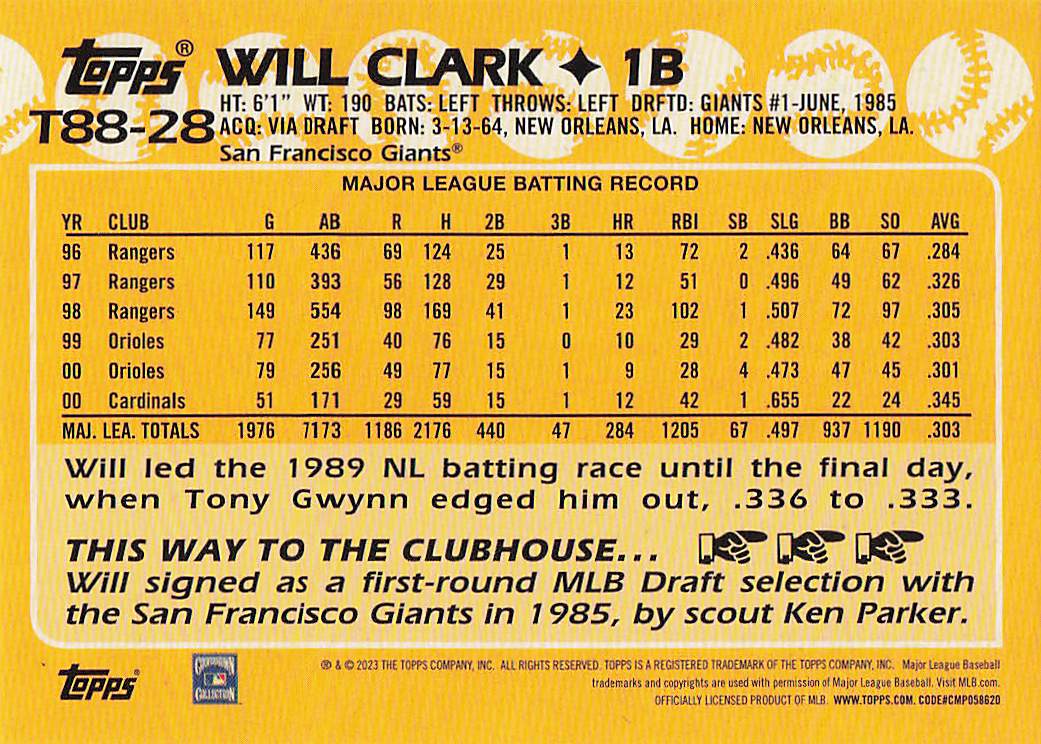 Topps® WILL CLARK ✦ 1B
T88-28 HT: 6'1" WT: 190 BATS: LEFT THROWS: LEFT DRFTD: GIANTS #1-JUNE, 1985
ACQ: VIA DRAFT BORN: 3-13-64, NEW ORLEANS, LA. HOME: NEW ORLEANS, LA.
San Francisco Giants®
MAJOR LEAGUE BATTING RECORD
YR CLUB G AB R H 2B 3B HR RBI SB SLG BB SO AVG
96 Rangers 117 436 69 124 25 1 13 72 2 .436 64 67 .284
97 Rangers 110 393 56 128 29 1 12 51 0 .496 49 62 .326
98 Rangers 149 554 98 169 41 1 23 102 1 .507 72 97 .305
99 Orioles 77 251 40 76 15 0 10 29 2 .482 38 42 .303
00 Orioles 79 256 49 77 15 1 9 28 4 .473 47 45 .301
00 Cardinals 51 171 29 59 15 1 12 42 1 .655 22 24 .345
MAJ. LEA. TOTALS 1976 7173 1186 2176 440 47 284 1205 67 .497 937 1190 .303
Will led the 1989 NL batting race until the final day,
when Tony Gwynn edged him out, .336 to .333.
THIS WAY TO THE CLUBHOUSE...
Will signed as a first-round MLB Draft selection with
the San Francisco Giants in 1985, by scout Ken Parker.
Topps®
COOPERSTOWN
COLLECTION
® & © 2023 THE TOPPS COMPANY, INC. ALL RIGHTS RESERVED. TOPPS IS A REGISTERED TRADEMARK OF THE TOPPS COMPANY, INC. Major League Baseball
trademarks and copyrights are used with permission of Major League Baseball. Visit MLB.com.
OFFICIALLY LICENSED PRODUCT OF MLB. WWW.TOPPS.COM. CODE#CMP058620